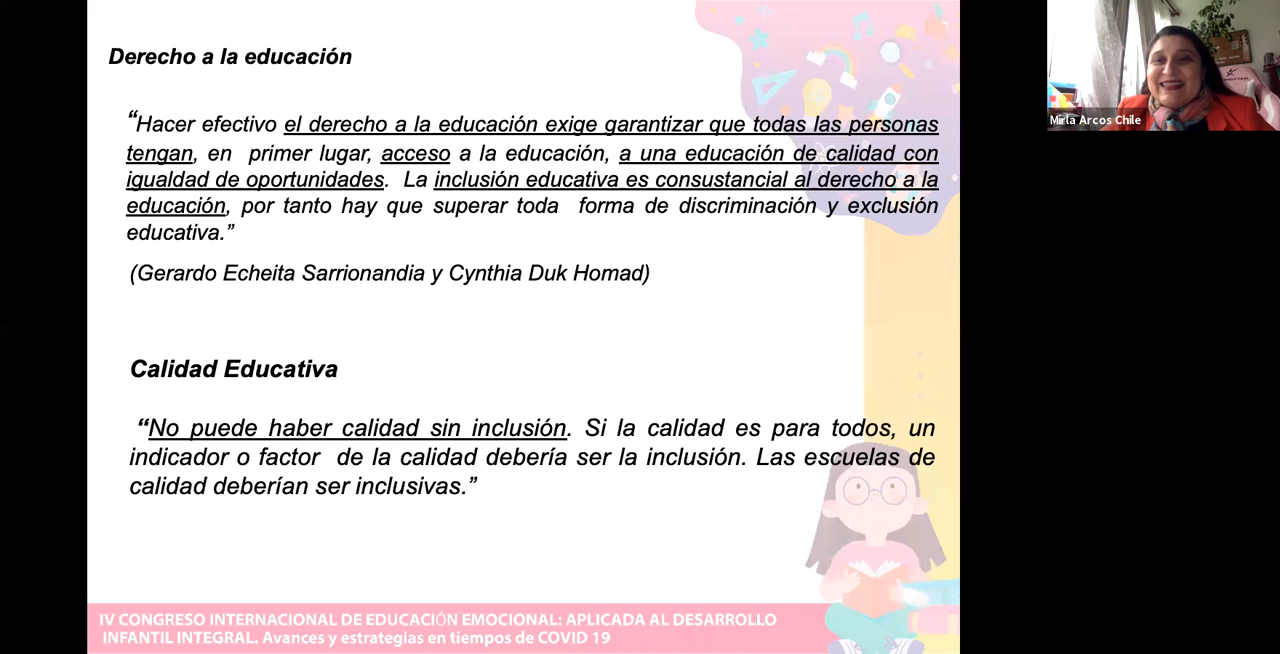 Derecho a la educación
“Hacer efectivo el derecho a la educación exige garantizar que todas las personas
tengan, en primer lugar, acceso a la educación, a una educación de calidad con
igualdad de oportunidades. La inclusión educativa es consustancial al derecho a la
educación, por tanto hay que superar toda forma de discriminación y exclusión
educativa.”
(Gerardo Echeita Sarrionandia y Cynthia Duk Homad)
Calidad Educativa
“No puede haber calidad sin inclusión. Si la calidad es para todos, un
indicador o factor de la calidad debería ser la inclusión. Las escuelas de
calidad deberían ser inclusivas.”
IV CONGRESO INTERNACIONAL DE EDUCACIÓN EMOCIONAL: APLICADA AL DESARROLLO
INFANTIL INTEGRAL. Avances y estrategias en tiempos de COVID 19
Mirla Arcos Chile